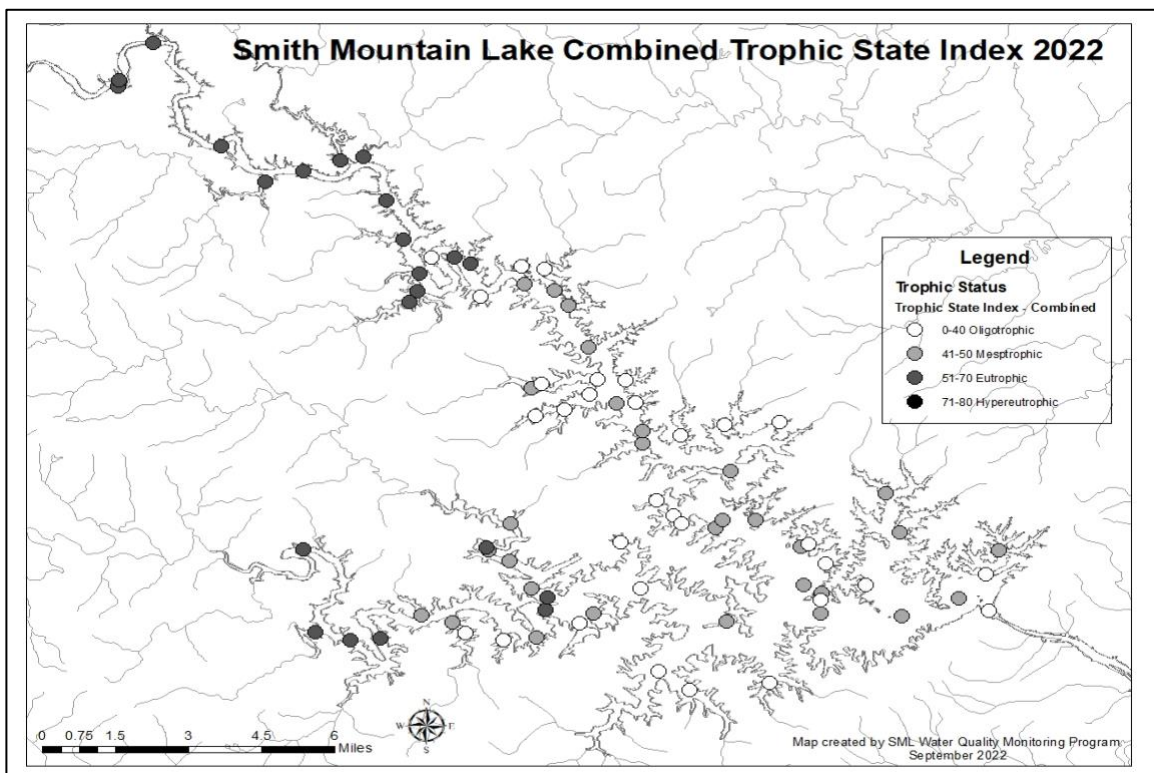 Smith Mountain Lake Combined Trophic State Index 2022
Legend
Trophic Status
Trophic State Index - Combined
0-40 Oligotrophic
41-50 Mesptrophic
51-70 Eutrophic
71-80 Hypereutrophic
N
W E
S
0 0.75 1.5 3 4.5 6
Miles
Map created by SML Water Quality Monitoring Program
September 2022